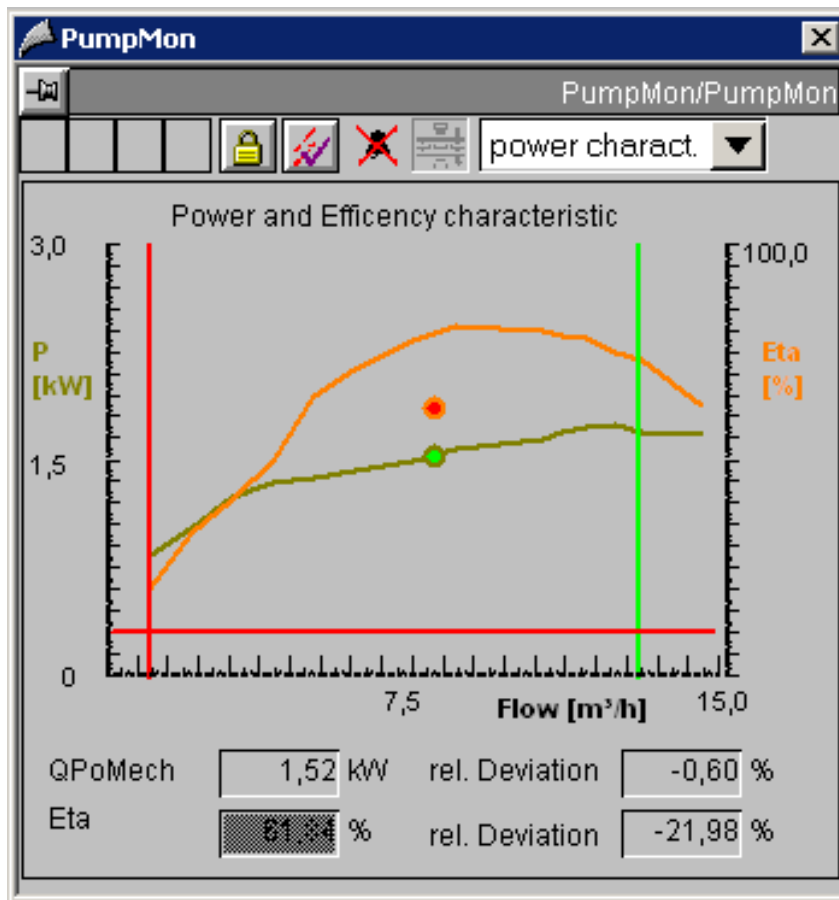 PumpMon
PumpMon/PumpMon
power charact.
Power and Efficency characteristic
3,0
100,0
P
[kW]
Eta
[%]
1,5
0
7,5
Flow [m³/h]
15,0
QPoMech 1,52 kW rel. Deviation -0,60 %
Eta % rel. Deviation -21,98 %